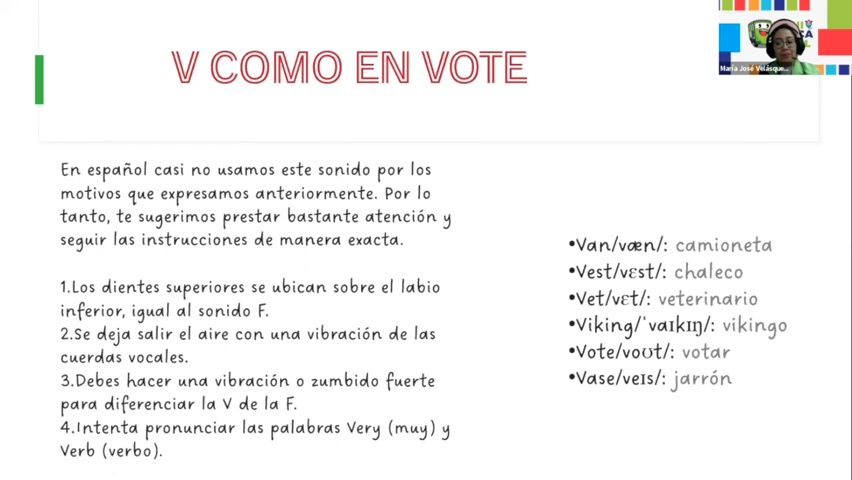 V COMO EN VOTE
María José Velásque...
En español casi no usamos este sonido por los
motivos que expresamos anteriormente. Por lo
tanto, te sugerimos prestar bastante atención y
seguir las instrucciones de manera exacta.
1.Los dientes superiores se ubican sobre el labio
inferior, igual al sonido F.
2.Se deja salir el aire con una vibración de las
cuerdas vocales.
3.Debes hacer una vibración o zumbido fuerte
para diferenciar la V de la F.
4.Intenta pronunciar las palabras Very (muy) y
Verb (verbo).
•Van/væn/: camioneta
•Vest/vɛst/: chaleco
•Vet/vɛt/: veterinario
•Viking/ˈvaɪkɪŋ/: vikingo
•Vote/voʊt/: votar
•Vase/veɪs/: jarrón